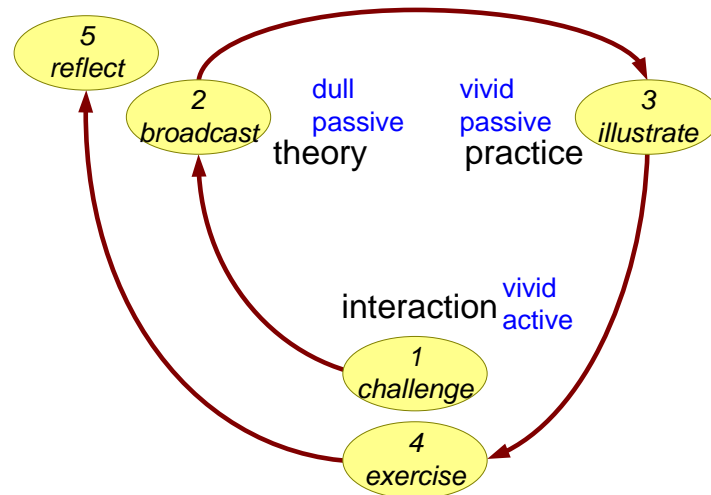 5
reflect
2
broadcast
dull
passive
theory
vivid
passive
practice
3
illustrate
interaction
vivid
active
1
challenge
4
exercise